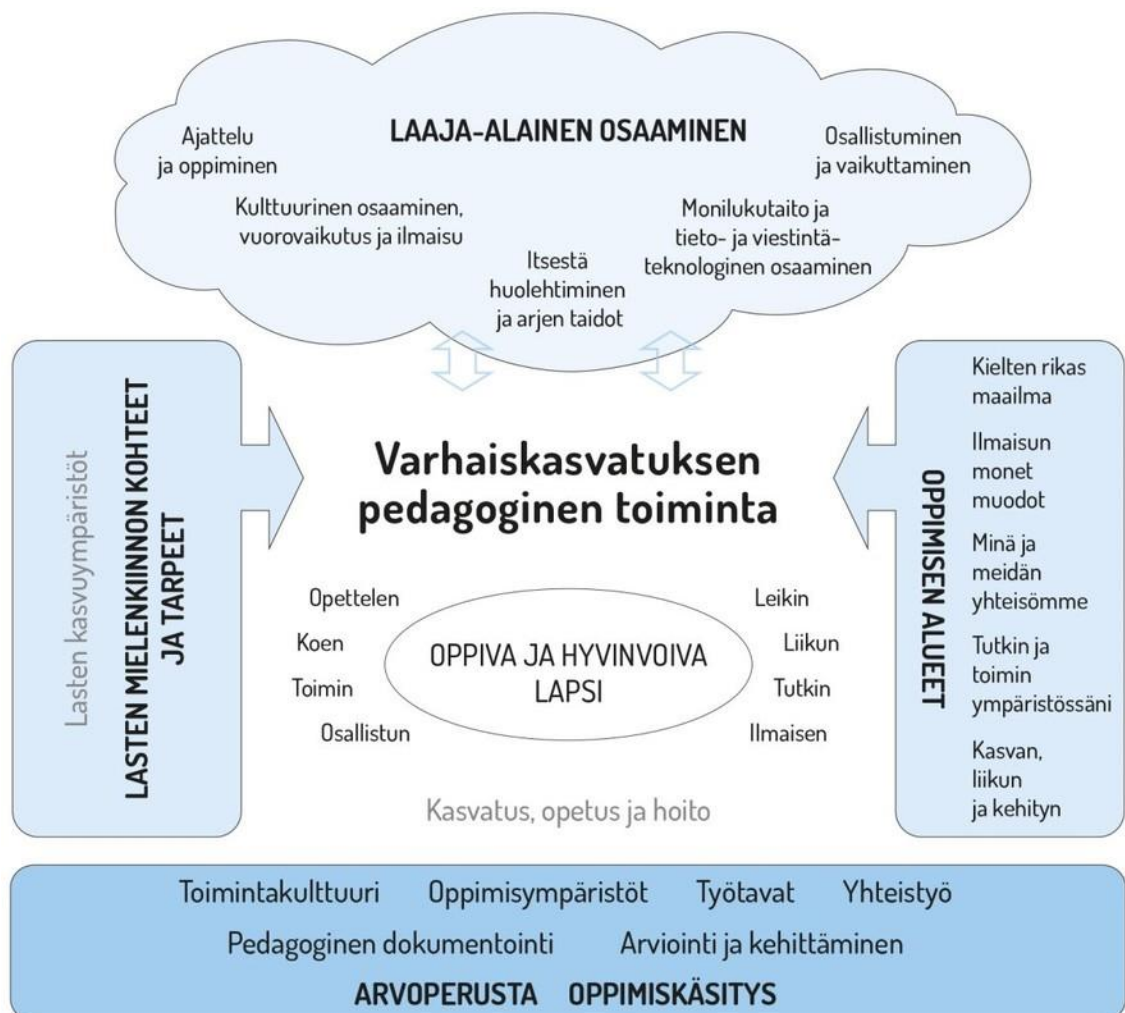 LAAJA-ALAINEN OSAAMINEN
Ajattelu
ja oppiminen
Osallistuminen
ja vaikuttaminen
Kulttuurinen osaaminen,
vuorovaikutus ja ilmaisu
Monilukutaito ja
tieto- ja viestintä-
teknologinen osaaminen
Itsestä
huolehtiminen
ja arjen taidot
Lasten kasvuympäristöt
LASTEN MIELENKIINNON KOHTEET
JA TARPEET
Varhaiskasvatuksen
pedagoginen toiminta
Opettelen
Koen
Toimin
Osallistun
OPPIVA JA HYVINVOIVA
LAPSI
Leikin
Liikun
Tutkin
Ilmaisen
Kasvatus, opetus ja hoito
OPPIMISEN ALUEET
Kielten rikas
maailma
Ilmaisun
monet
muodot
Minä ja
meidän
yhteisömme
Tutkin ja
toimin
ympäristössäni
Kasvan,
liikun
ja kehityn
Toimintakulttuuri Oppimisympäristöt Työtavat Yhteistyö
Pedagoginen dokumentointi Arviointi ja kehittäminen
ARVOPERUSTA OPPIMISKÄSITYS